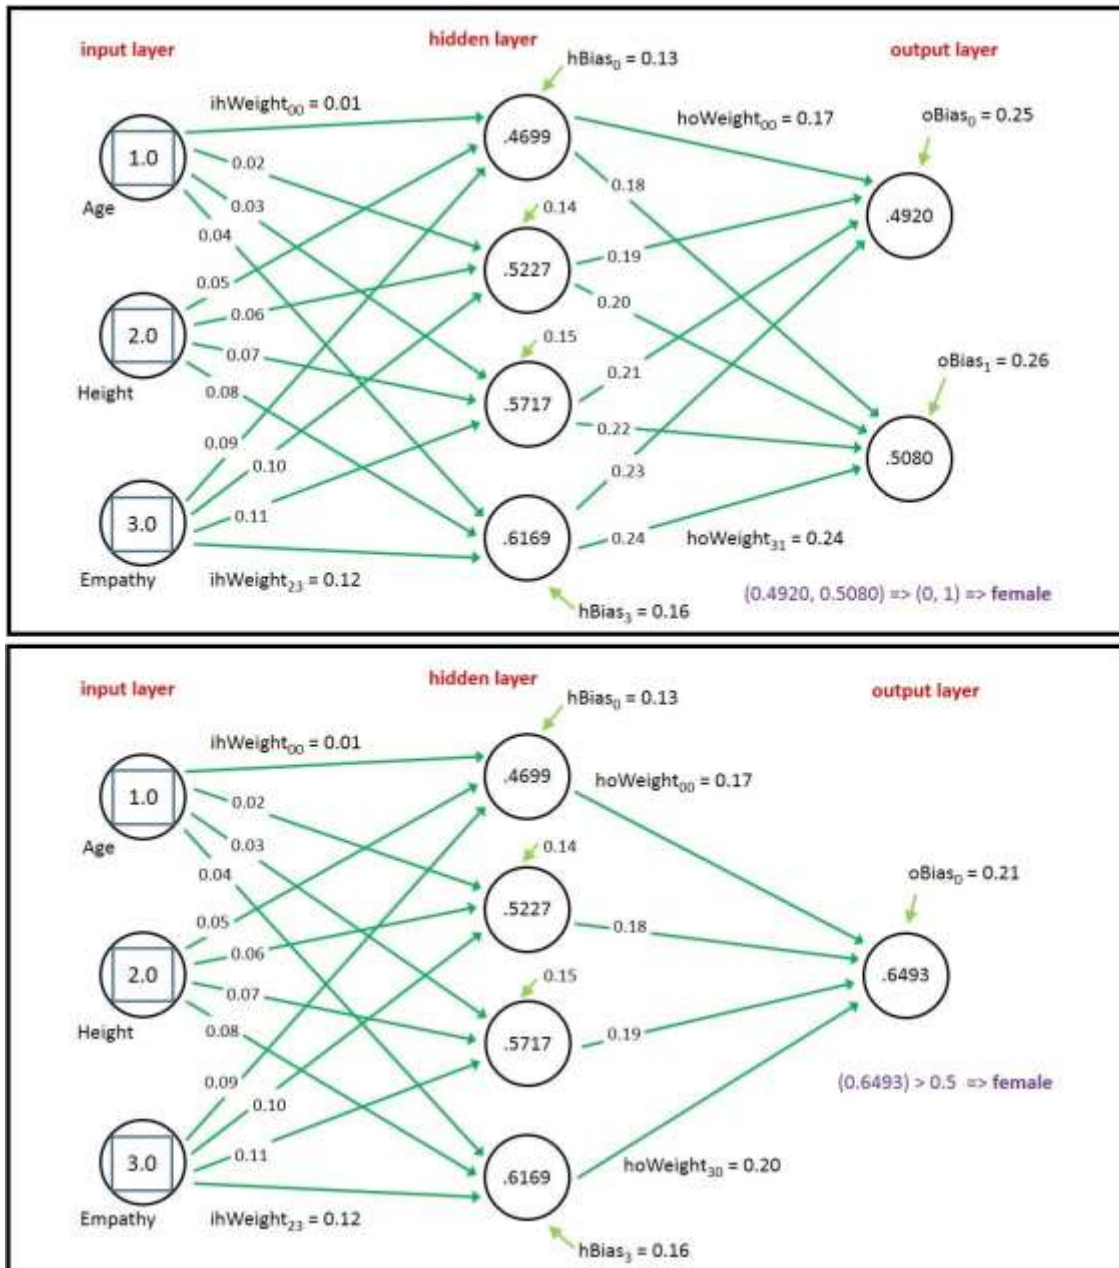 input layer
hidden layer
output layer
hBias0 = 0.13
ihWeight00 = 0.01
hoWeight00 = 0.17
oBias0 = 0.25
1.0
.4699
0.02
0.18
Age
0.03
0.14
.4920
0.04
.5227
0.19
0.05
0.06
0.20
2.0
0.15
0.07
0.21
oBias1 = 0.26
Height
0.08
.5717
0.22
0.09
.5080
0.10
0.23
3.0
0.11
.6169
0.24
hoWeight31 = 0.24
Empathy
ihWeight23 = 0.12
(0.4920, 0.5080) => (0, 1) => female
hBias3 = 0.16
input layer
hidden layer
output layer
hBias0 = 0.13
ihWeight00 = 0.01
.4699
hoWeight00 = 0.17
1.0
0.02
Age
0.03
0.14
0.04
oBias0 = 0.21
.5227
0.05
0.18
0.06
2.0
0.15
.6493
0.07
Height
0.08
.5717
0.19
0.09
(0.6493) > 0.5 => female
0.10
3.0
0.11
.6169
hoWeight30 = 0.20
Empathy
ihWeight23 = 0.12
hBias3 = 0.16